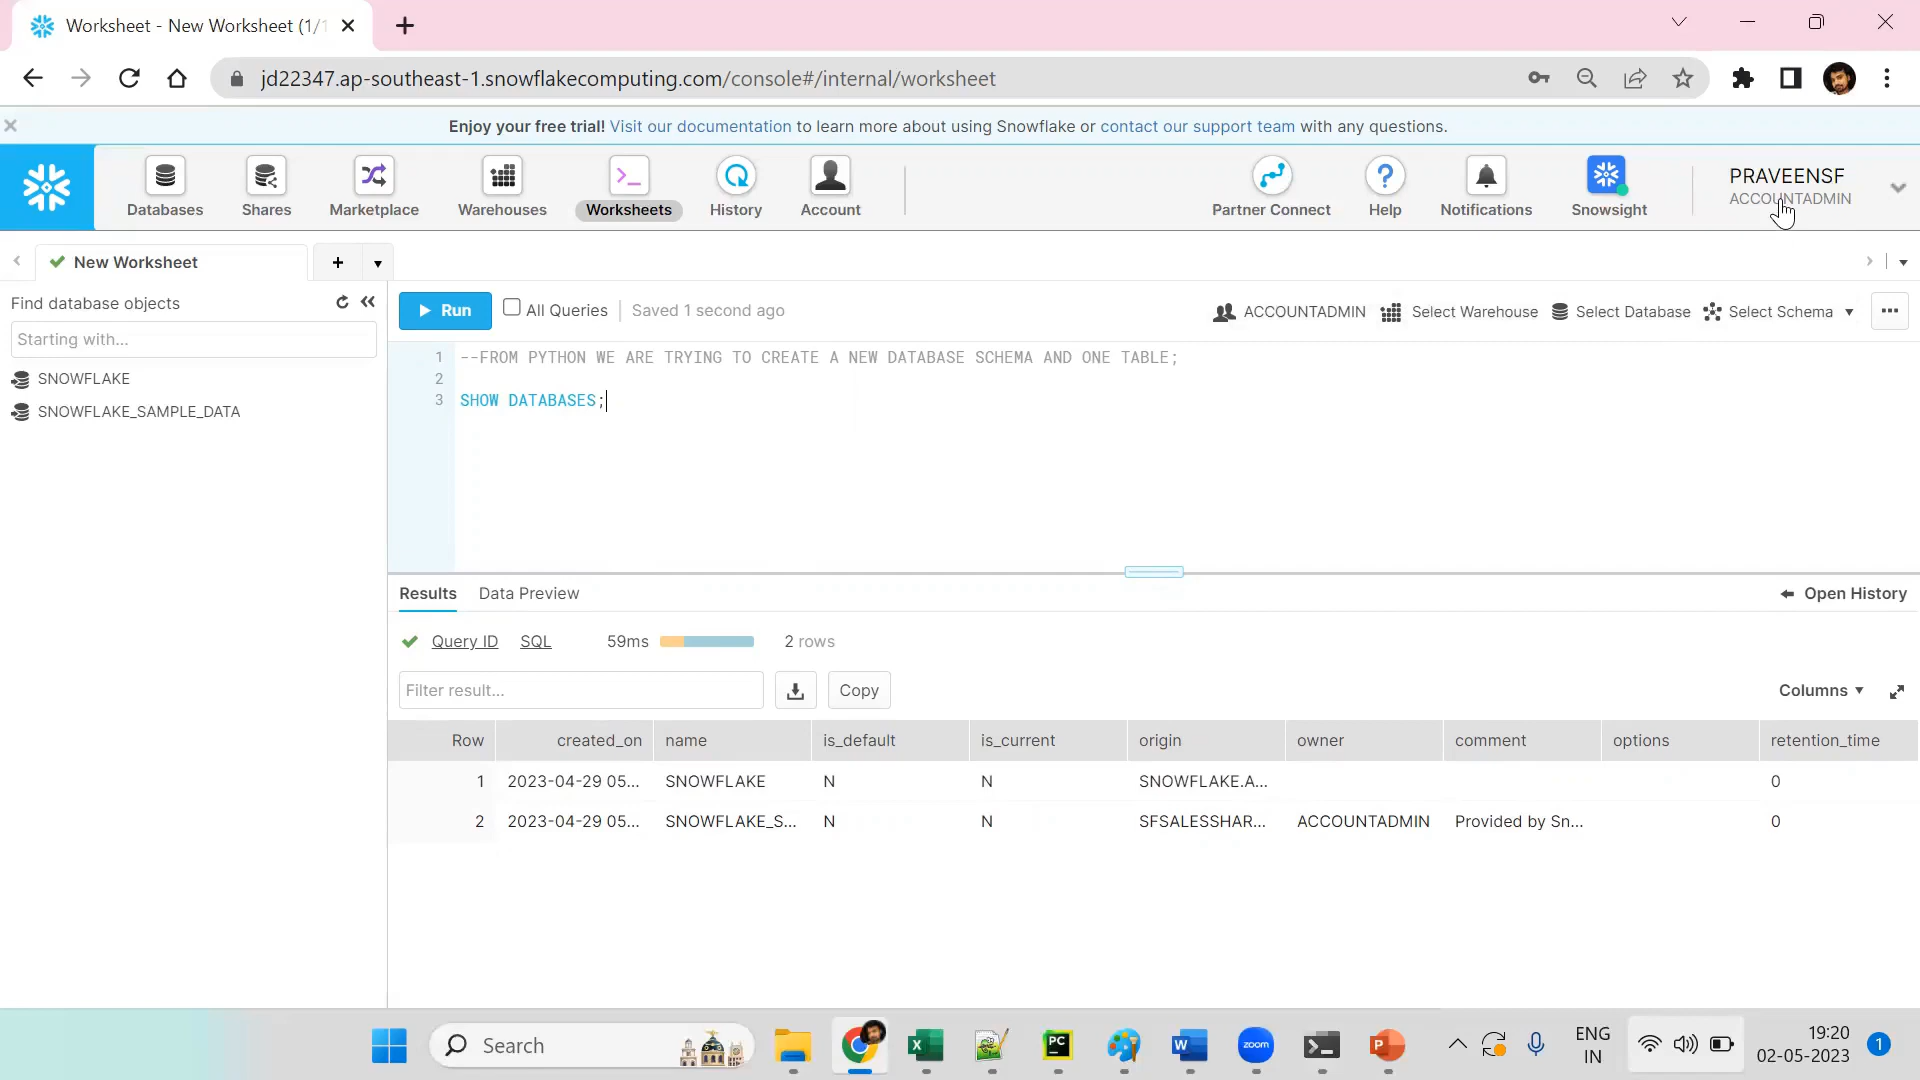 Worksheet - New Worksheet (1/1
jd22347.ap-southeast-1.snowflakecomputing.com/console#/internal/worksheet
Enjoy your free trial! Visit our documentation to learn more about using Snowflake or contact our support team with any questions.
Databases
Shares
Marketplace
Warehouses
Worksheets
History
Account
Partner Connect
Help
Notifications
Snowsight
PRAVEENSF
ACCOUNTADMIN
New Worksheet
Find database objects
Starting with...
SNOWFLAKE
SNOWFLAKE_SAMPLE_DATA
Run
All Queries
Saved 1 second ago
ACCOUNTADMIN
Select Warehouse
Select Database
Select Schema
1 --FROM PYTHON WE ARE TRYING TO CREATE A NEW DATABASE SCHEMA AND ONE TABLE;
2
3 SHOW DATABASES;
Results Data Preview
Open History
Query ID SQL 59ms 2 rows
Filter result...
Copy
Columns
Row created_on name is_default is_current origin owner comment options retention_time
1 2023-04-29 05... SNOWFLAKE N N SNOWFLAKE.A... 0
2 2023-04-29 05... SNOWFLAKE_S... N N SFSALESSHAR... ACCOUNTADMIN Provided by Sn... 0
Search
PC
zoom
ENG
IN
19:20
02-05-2023
1